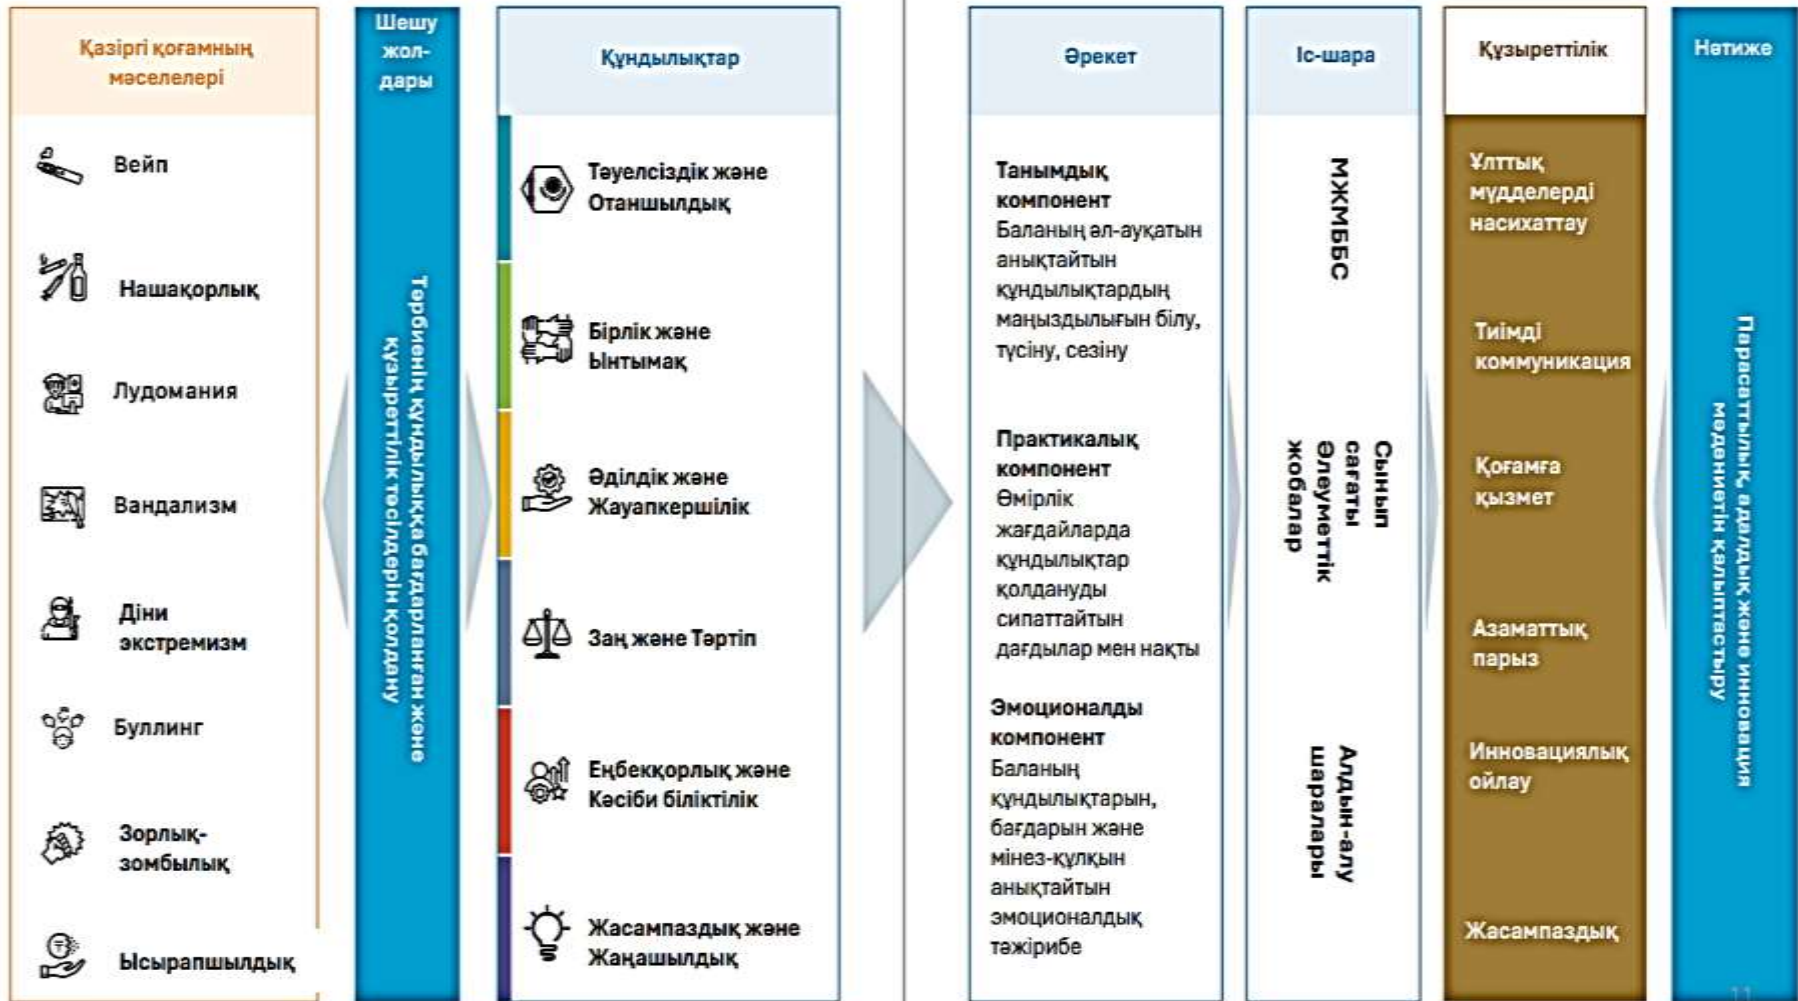 Қазіргі қоғамның
мәселелері
Вейп
Нашақорлық
Лудомания
Вандализм
Діни
экстремизм
Буллинг
Зорлық-
зомбылық
Ысырапшылдық
Шешу
жол-
дары
Тәрбиенің құндылыққа бағдарланған және
құзыреттілік тәсілдерін қолдану
Құндылықтар
Тәуелсіздік және
Отаншылдық
Бірлік және
Ынтымақ
Әділдік және
Жауапкершілік
Заң және Тәртіп
Еңбекқорлық және
Кәсіби біліктілік
Жасампаздық және
Жаңашылдық
Әрекет
Танымдық
компонент
Баланың әл-ауқатын
анықтайтын
құндылықтардың
маңыздылығын білу,
түсіну, сезіну
Практикалық
компонент
Өмірлік
жағдайларда
құндылықтар
қолдануды
сипаттайтын
дағдылар мен нақты
Эмоционалды
компонент
Баланың
құндылықтарын,
бағдарын және
мінез-құлқын
анықтайтын
эмоционалдық
тәжірибе
Іс-шара
МЖМББС
Сынып
сағаты
Әлеуметтік
жобалар
Алдын-алу
шаралары
Құзыреттілік
Ұлттық
мүдделерді
насихаттау
Тиімді
коммуникация
Қоғамға
қызмет
Азаматтық
парыз
Инновациялық
ойлау
Жасампаздық
Нәтиже
Парасаттылық, адалдық және инновация
мәдениетін қалыптастыру
11